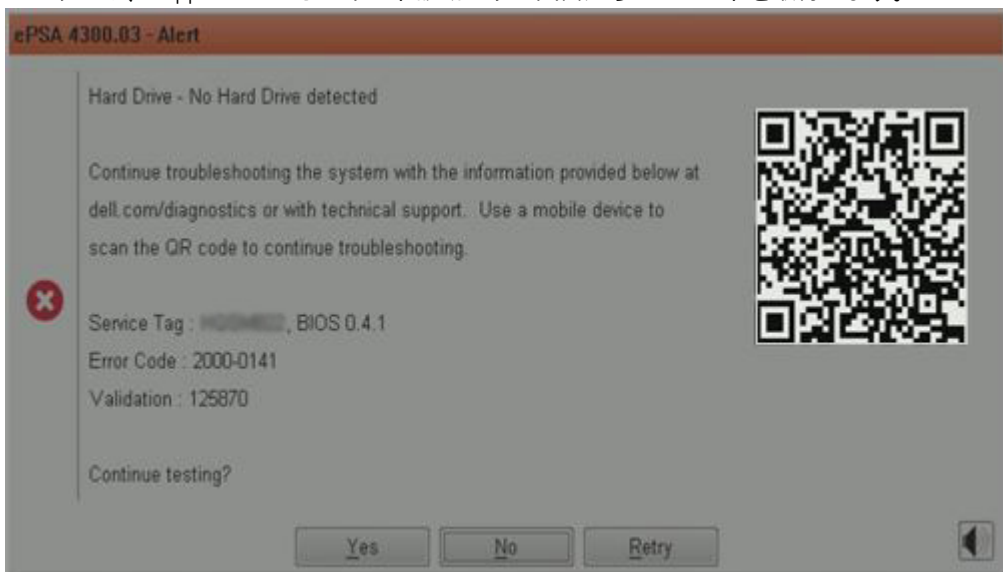 ePSA 4300.03 - Alert
Hard Drive - No Hard Drive detected
Continue troubleshooting the system with the information provided below at
dell.com/diagnostics or with technical support. Use a mobile device to
scan the QR code to continue troubleshooting.
Service Tag : , BIOS 0.4.1
Error Code : 2000-0141
Validation : 125870
Continue testing?
Yes No Retry